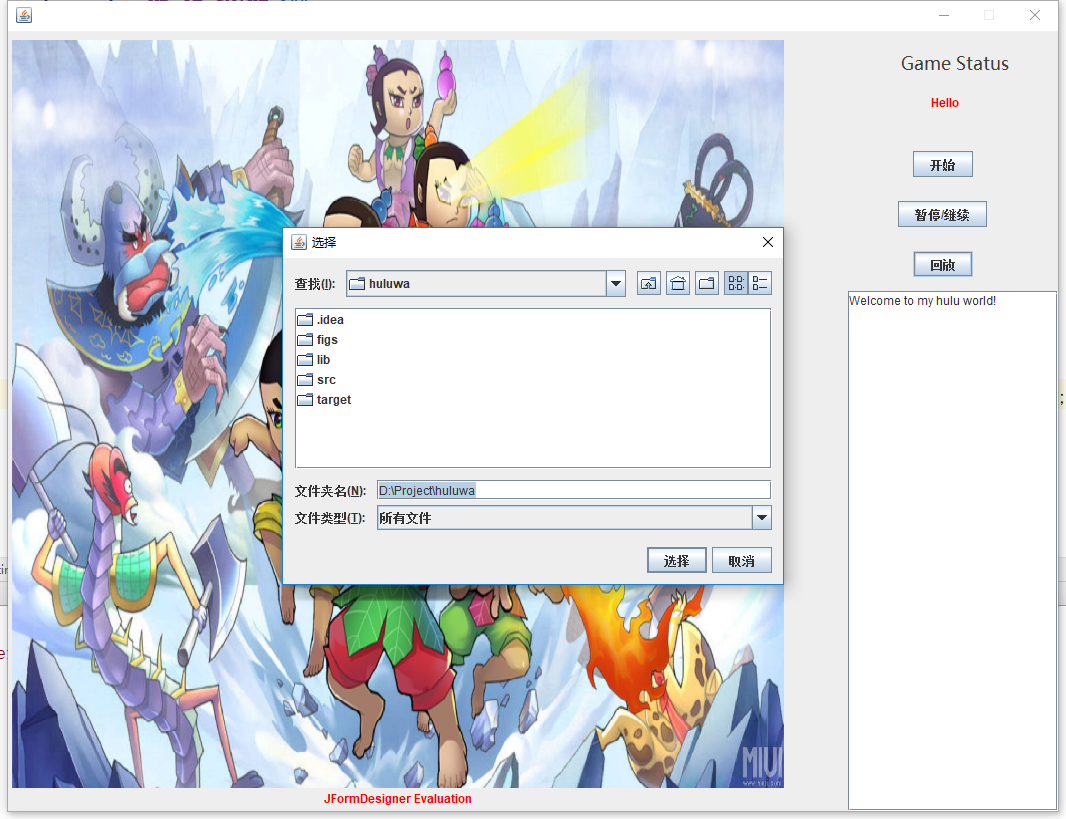 Game Status
Hello
开始
暂停/继续
回放
Welcome to my hulu world!
选择
查找(I): huluwa
.idea
figs
lib
src
target
文件夹名(N): D:\Project\huluwa
文件类型(T): 所有文件
选择 取消
MIUI
JFormDesigner Evaluation